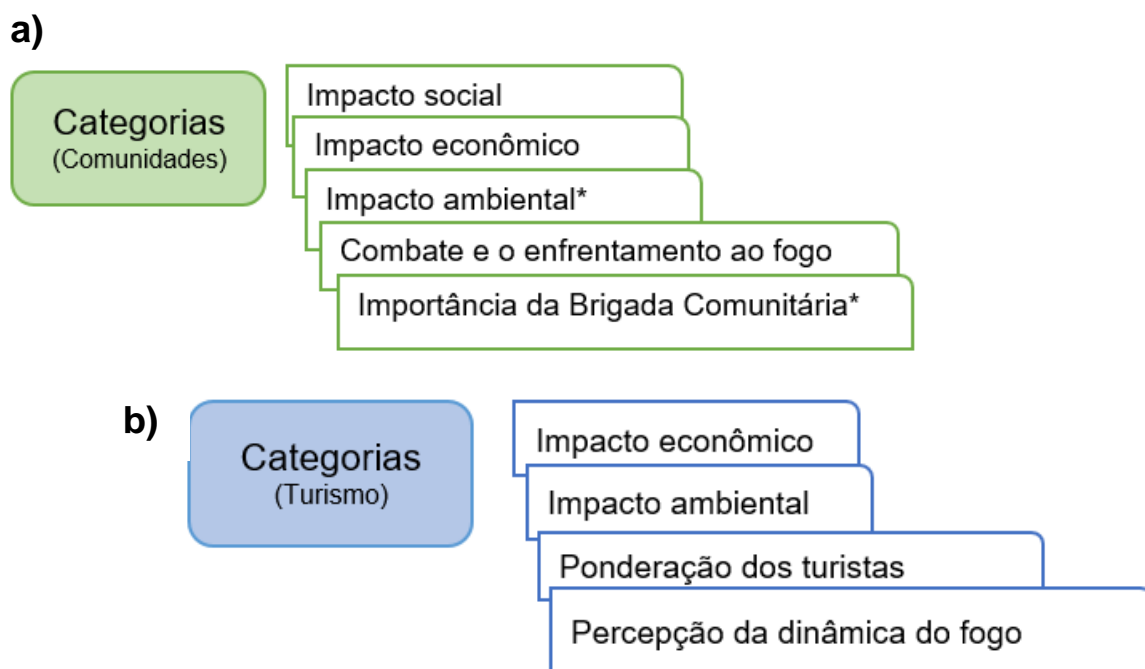 a)
Categorias
(Comunidades)
Impacto social
Impacto econômico
Impacto ambiental*
Combate e o enfrentamento ao fogo
Importância da Brigada Comunitária*
b)
Categorias
(Turismo)
Impacto econômico
Impacto ambiental
Ponderação dos turistas
Percepção da dinâmica do fogo